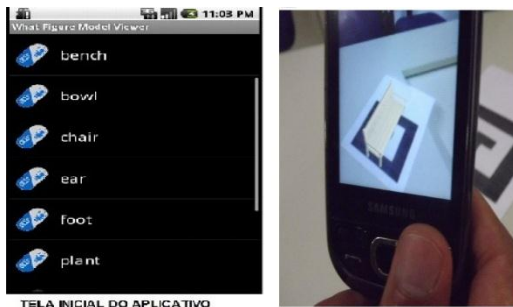 11:03 PM
What Figure Model Viewer
bench
bowl
chair
ear
foot
plant
TELA INICIAL DO APLICATIVO
SAMSUNG